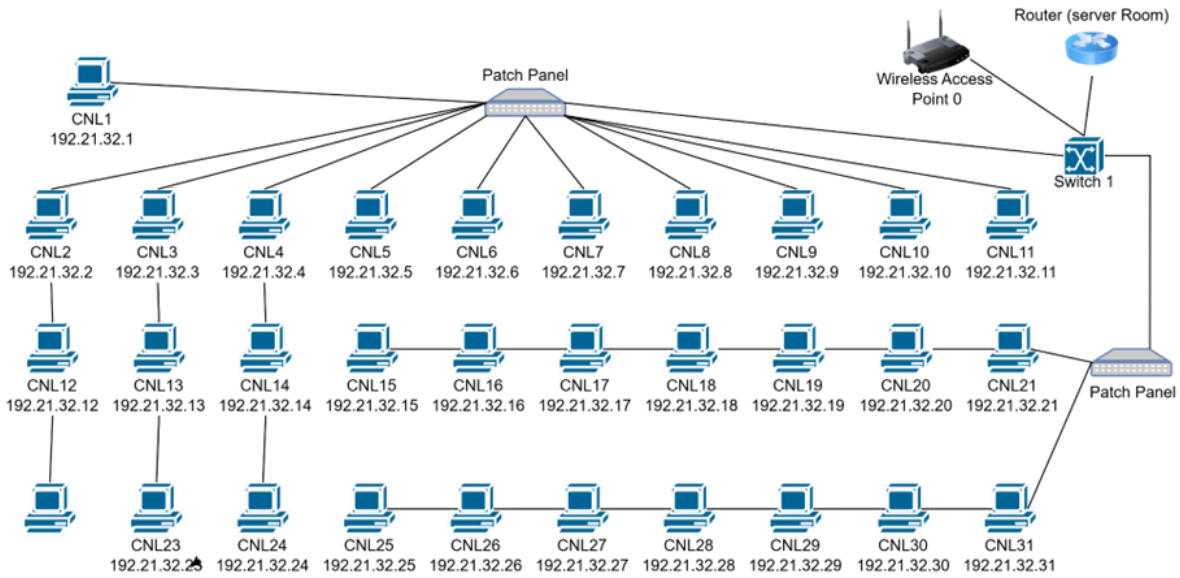 Router (server Room)
Patch Panel
Wireless Access
Point 0
CNL1
192.21.32.1
Switch 1
CNL2 CNL3 CNL4 CNL5 CNL6 CNL7 CNL8 CNL9 CNL10 CNL11
192.21.32.2 192.21.32.3 192.21.32.4 192.21.32.5 192.21.32.6 192.21.32.7 192.21.32.8 192.21.32.9 192.21.32.10 192.21.32.11
CNL12 CNL13 CNL14 CNL15 CNL16 CNL17 CNL18 CNL19 CNL20 CNL21
Patch Panel
192.21.32.12 192.21.32.13 192.21.32.14 192.21.32.15 192.21.32.16 192.21.32.17 192.21.32.18 192.21.32.19 192.21.32.20 192.21.32.21
CNL23 CNL24 CNL25 CNL26 CNL27 CNL28 CNL29 CNL30 CNL31
192.21.32.23 192.21.32.24 192.21.32.25 192.21.32.26 192.21.32.27 192.21.32.28 192.21.32.29 192.21.32.30 192.21.32.31